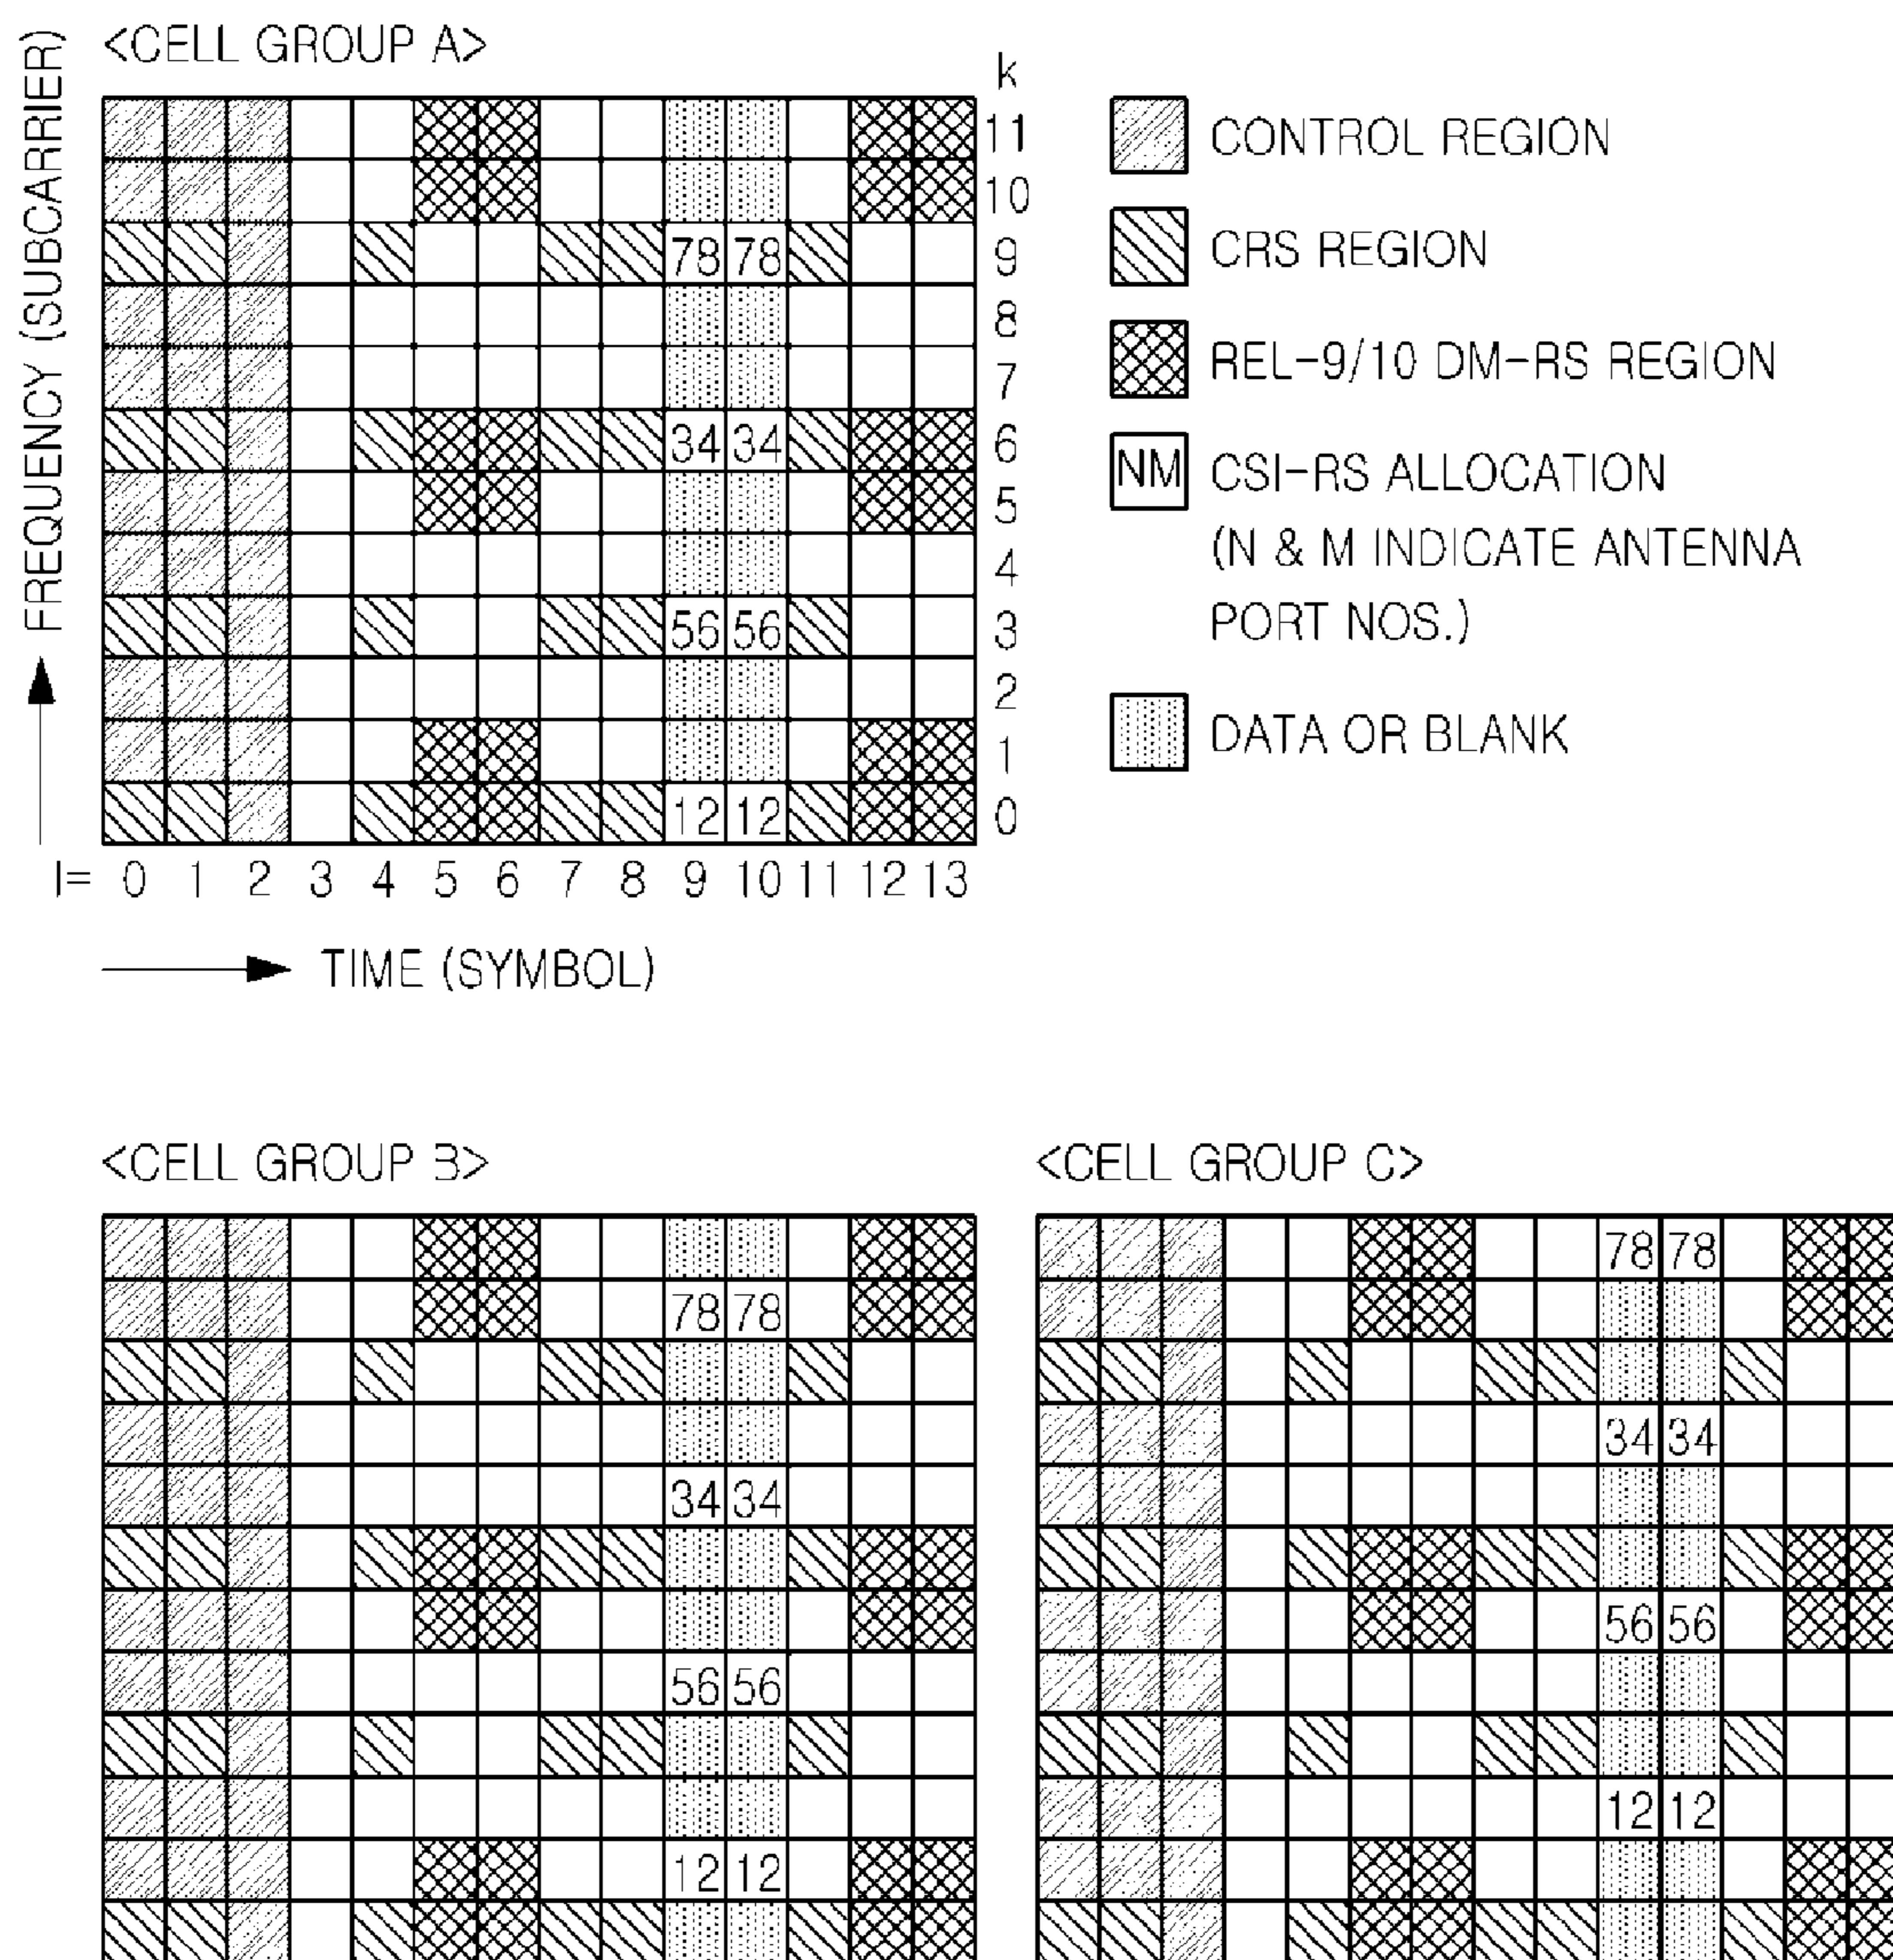 <CELL GROUP A>
FREQUENCY (SUBCARRIER)
k
11
10
78 78 9
8
7
34 34 6
5
4
56 56 3
2
1
12 12 0
l= 0 1 2 3 4 5 6 7 8 9 10 11 12 13
TIME (SYMBOL)
CONTROL REGION
CRS REGION
REL-9/10 DM-RS REGION
NM CSI-RS ALLOCATION
(N & M INDICATE ANTENNA
PORT NOS.)
DATA OR BLANK
<CELL GROUP B>
78 78
34 34
56 56
12 12
<CELL GROUP C>
78 78
34 34
56 56
12 12